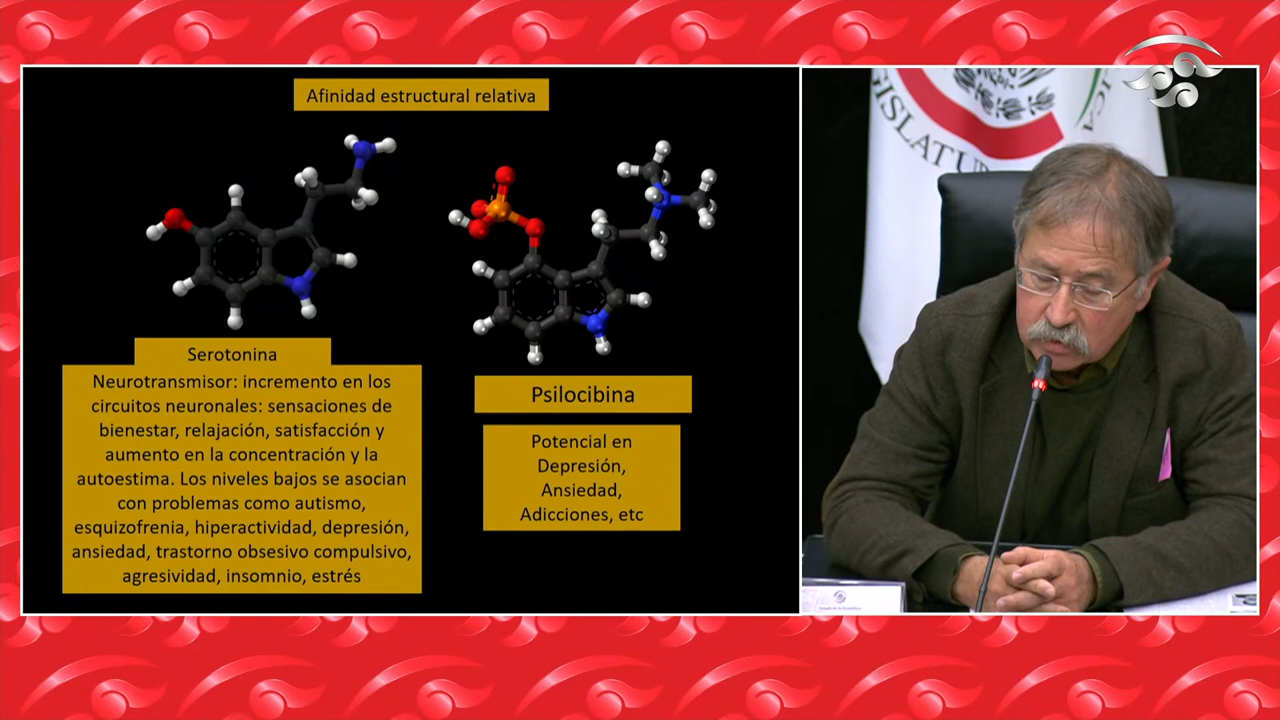 Afinidad estructural relativa
Serotonina
Neurotransmisor: incremento en los
circuitos neuronales: sensaciones de
bienestar, relajación, satisfacción y
aumento en la concentración y la
autoestima. Los niveles bajos se asocian
con problemas como autismo,
esquizofrenia, hiperactividad, depresión,
ansiedad, trastorno obsesivo compulsivo,
agresividad, insomnio, estrés
Psilocibina
Potencial en
Depresión,
Ansiedad,
Adicciones, etc
GISLATUR
ICA